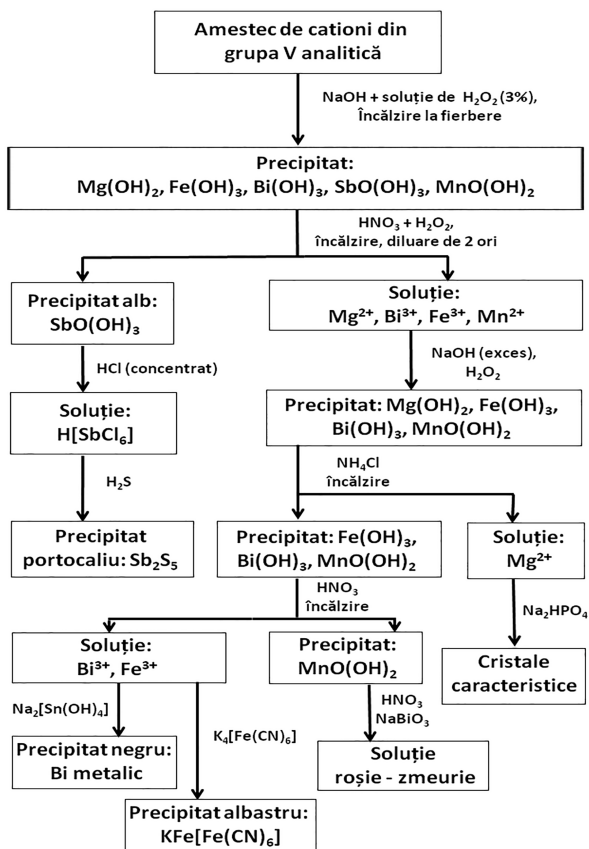 Amestec de cationi din
grupa V analitică
NaOH + soluție de H₂O₂ (3%),
Încălzire la fierbere
Precipitat:
Mg(OH)₂, Fe(OH)₃, Bi(OH)₃, SbO(OH)₃, MnO(OH)₂
HNO₃ + H₂O₂,
încălzire, diluare de 2 ori
Precipitat alb:
SbO(OH)₃
Soluție:
Mg²⁺, Bi³⁺, Fe³⁺, Mn²⁺
HCl (concentrat)
NaOH (exces),
H₂O₂
Soluție:
H[SbCl₆]
Precipitat: Mg(OH)₂, Fe(OH)₃,
Bi(OH)₃, MnO(OH)₂
H₂S
NH₄Cl
încălzire
Precipitat
portocaliu: Sb₂S₅
Precipitat: Fe(OH)₃,
Bi(OH)₃, MnO(OH)₂
Soluție:
Mg²⁺
HNO₃
încălzire
Na₂HPO₄
Soluție:
Bi³⁺, Fe³⁺
Precipitat:
MnO(OH)₂
Cristale
caracteristice
Na₂[Sn(OH)₄]
K₄[Fe(CN)₆]
HNO₃
NaBiO₃
Precipitat negru:
Bi metalic
Soluție
roșie - zmeurie
Precipitat albastru:
KFe[Fe(CN)₆]